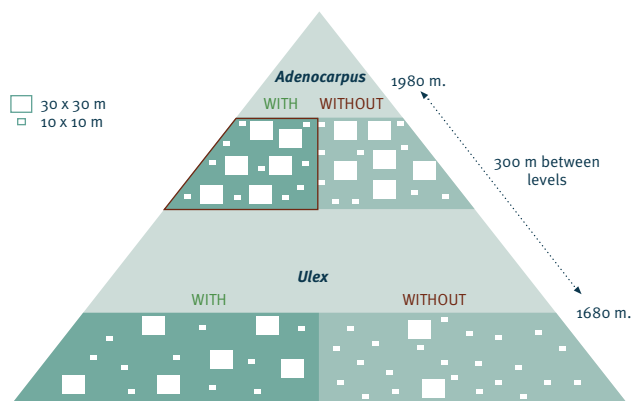 Adenocarpus
1980 m.
30 x 30 m
WITH WITHOUT
10 x 10 m
300 m between
levels
Ulex
WITH WITHOUT
1680 m.